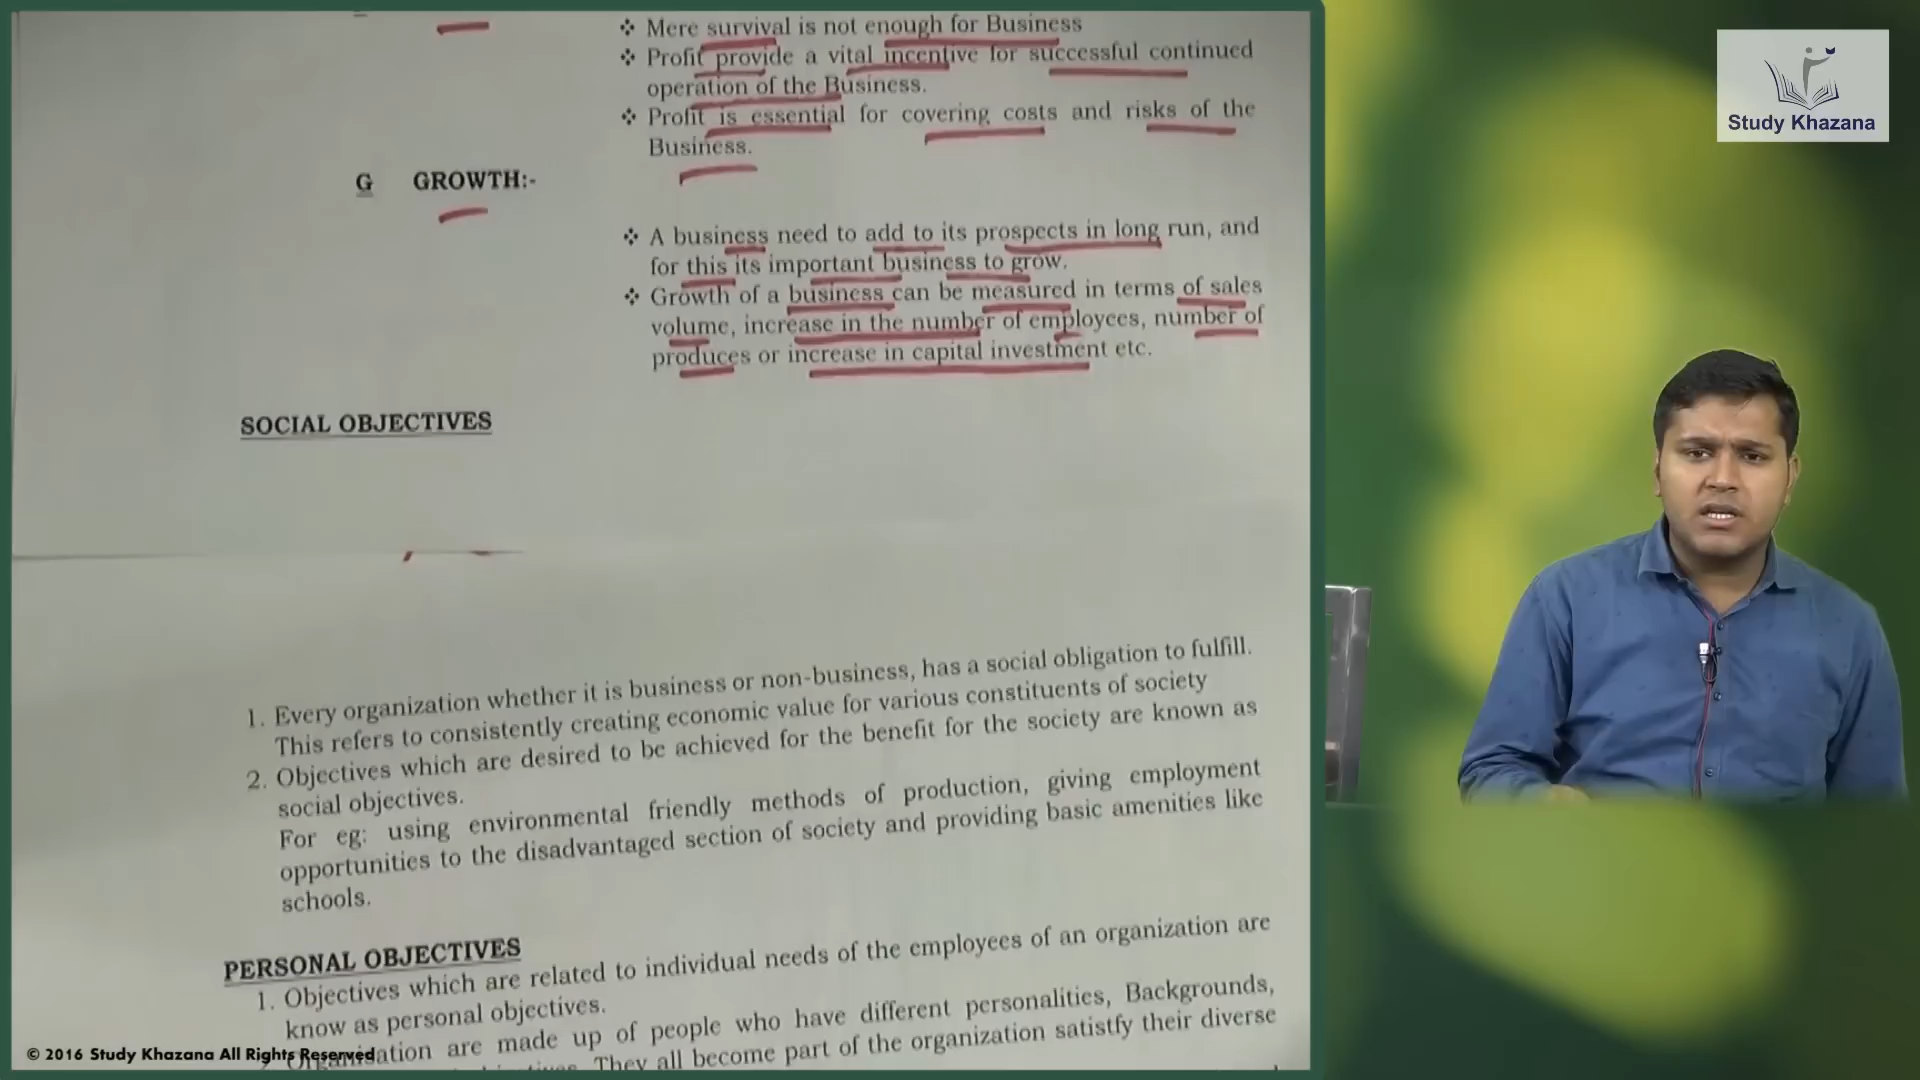 ❖ Mere survival is not enough for Business
❖ Profit provide a vital incentive for successful continued
operation of the Business.
❖ Profit is essential for covering costs and risks of the
Business.
G GROWTH:-
❖ A business need to add to its prospects in long run, and
for this its important business to grow.
❖ Growth of a business can be measured in terms of sales
volume, increase in the number of employees, number of
produces or increase in capital investment etc.
SOCIAL OBJECTIVES
1. Every organization whether it is business or non-business, has a social obligation to fulfill.
This refers to consistently creating economic value for various constituents of society
2. Objectives which are desired to be achieved for the benefit for the society are known as
social objectives.
For eg: using environmental friendly methods of production, giving employment
opportunities to the disadvantaged section of society and providing basic amenities like
schools.
PERSONAL OBJECTIVES
1. Objectives which are related to individual needs of the employees of an organization are
know as personal objectives.
Organisation are made up of people who have different personalities, Backgrounds,
They all become part of the organization satistfy their diverse
Study Khazana
© 2016 Study Khazana All Rights Reserved